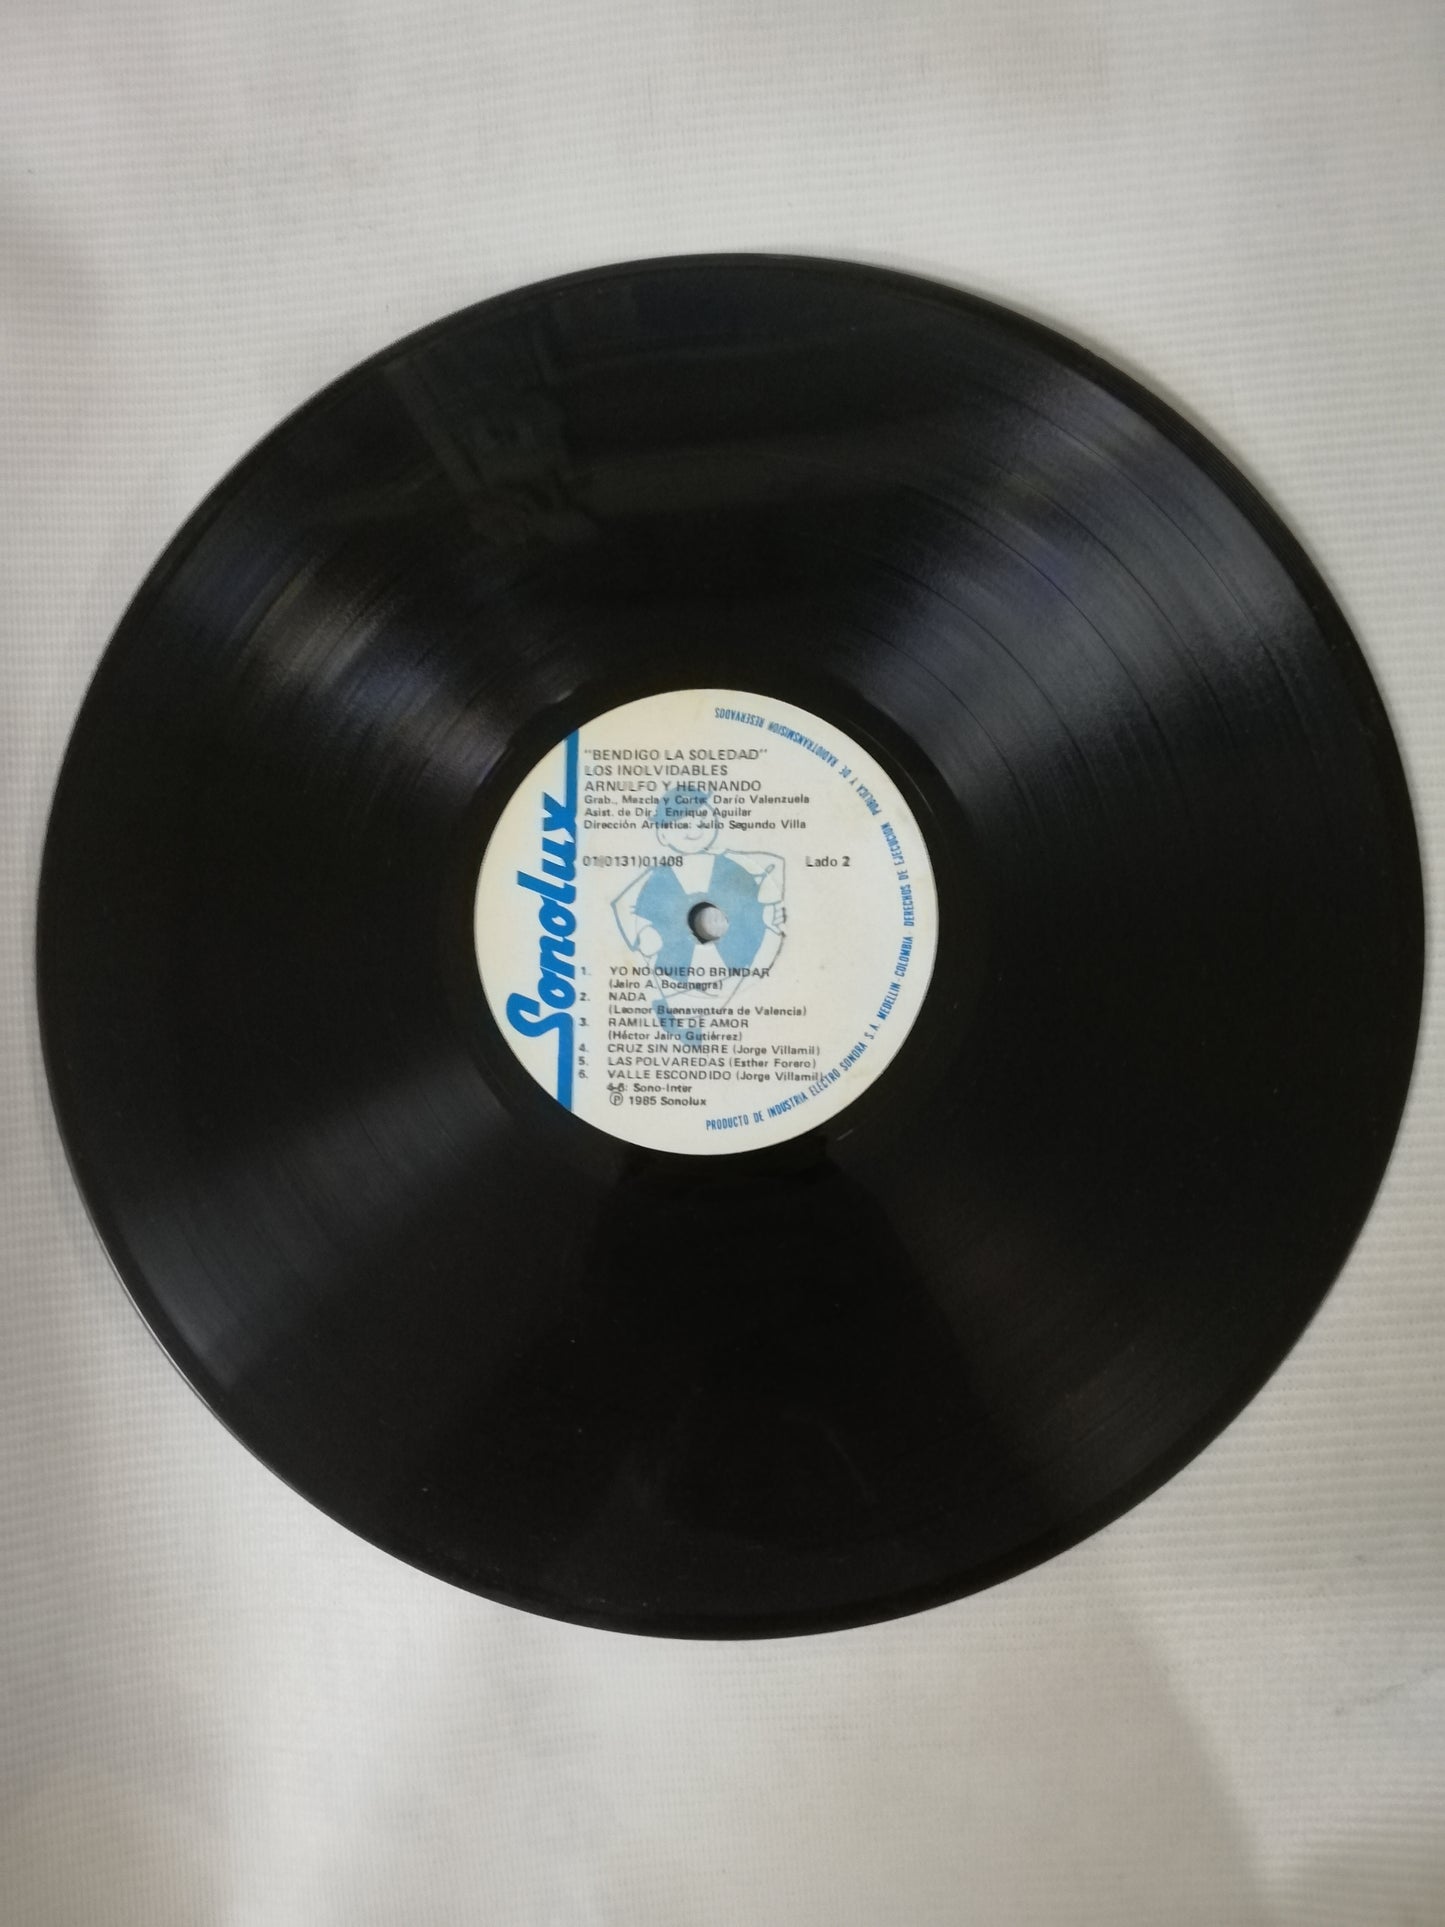 Sonolux
"BENDIGO LA SOLEDAD"
LOS INOLVIDABLES
ARNULFO Y HERNANDO
Grab., Mezcla y Corte: Darío Valenzuela
Asist. de Dir.: Enrique Aguilar
Dirección Artística: Julio Segundo Villa
01(0131)01408 Lado 2
1. YO NO QUIERO BRINDAR
(Jairo A. Bocanegra)
2. NADA
(Leonor Buenaventura de Valencia)
3. RAMILLETE DE AMOR
(Héctor Jairo Gutiérrez)
4. CRUZ SIN NOMBRE (Jorge Villamil)
5. LAS POLVAREDAS (Esther Forero)
6. VALLE ESCONDIDO (Jorge Villamil)
4-6: Sono-Inter
Ⓟ 1985 Sonolux
PRODUCTO DE INDUSTRIA ELECTRO SONORA S.A. MEDELLIN - COLOMBIA - DERECHOS DE EJECUCION PUBLICA Y DE RADIOTRANSMISION RESERVADOS